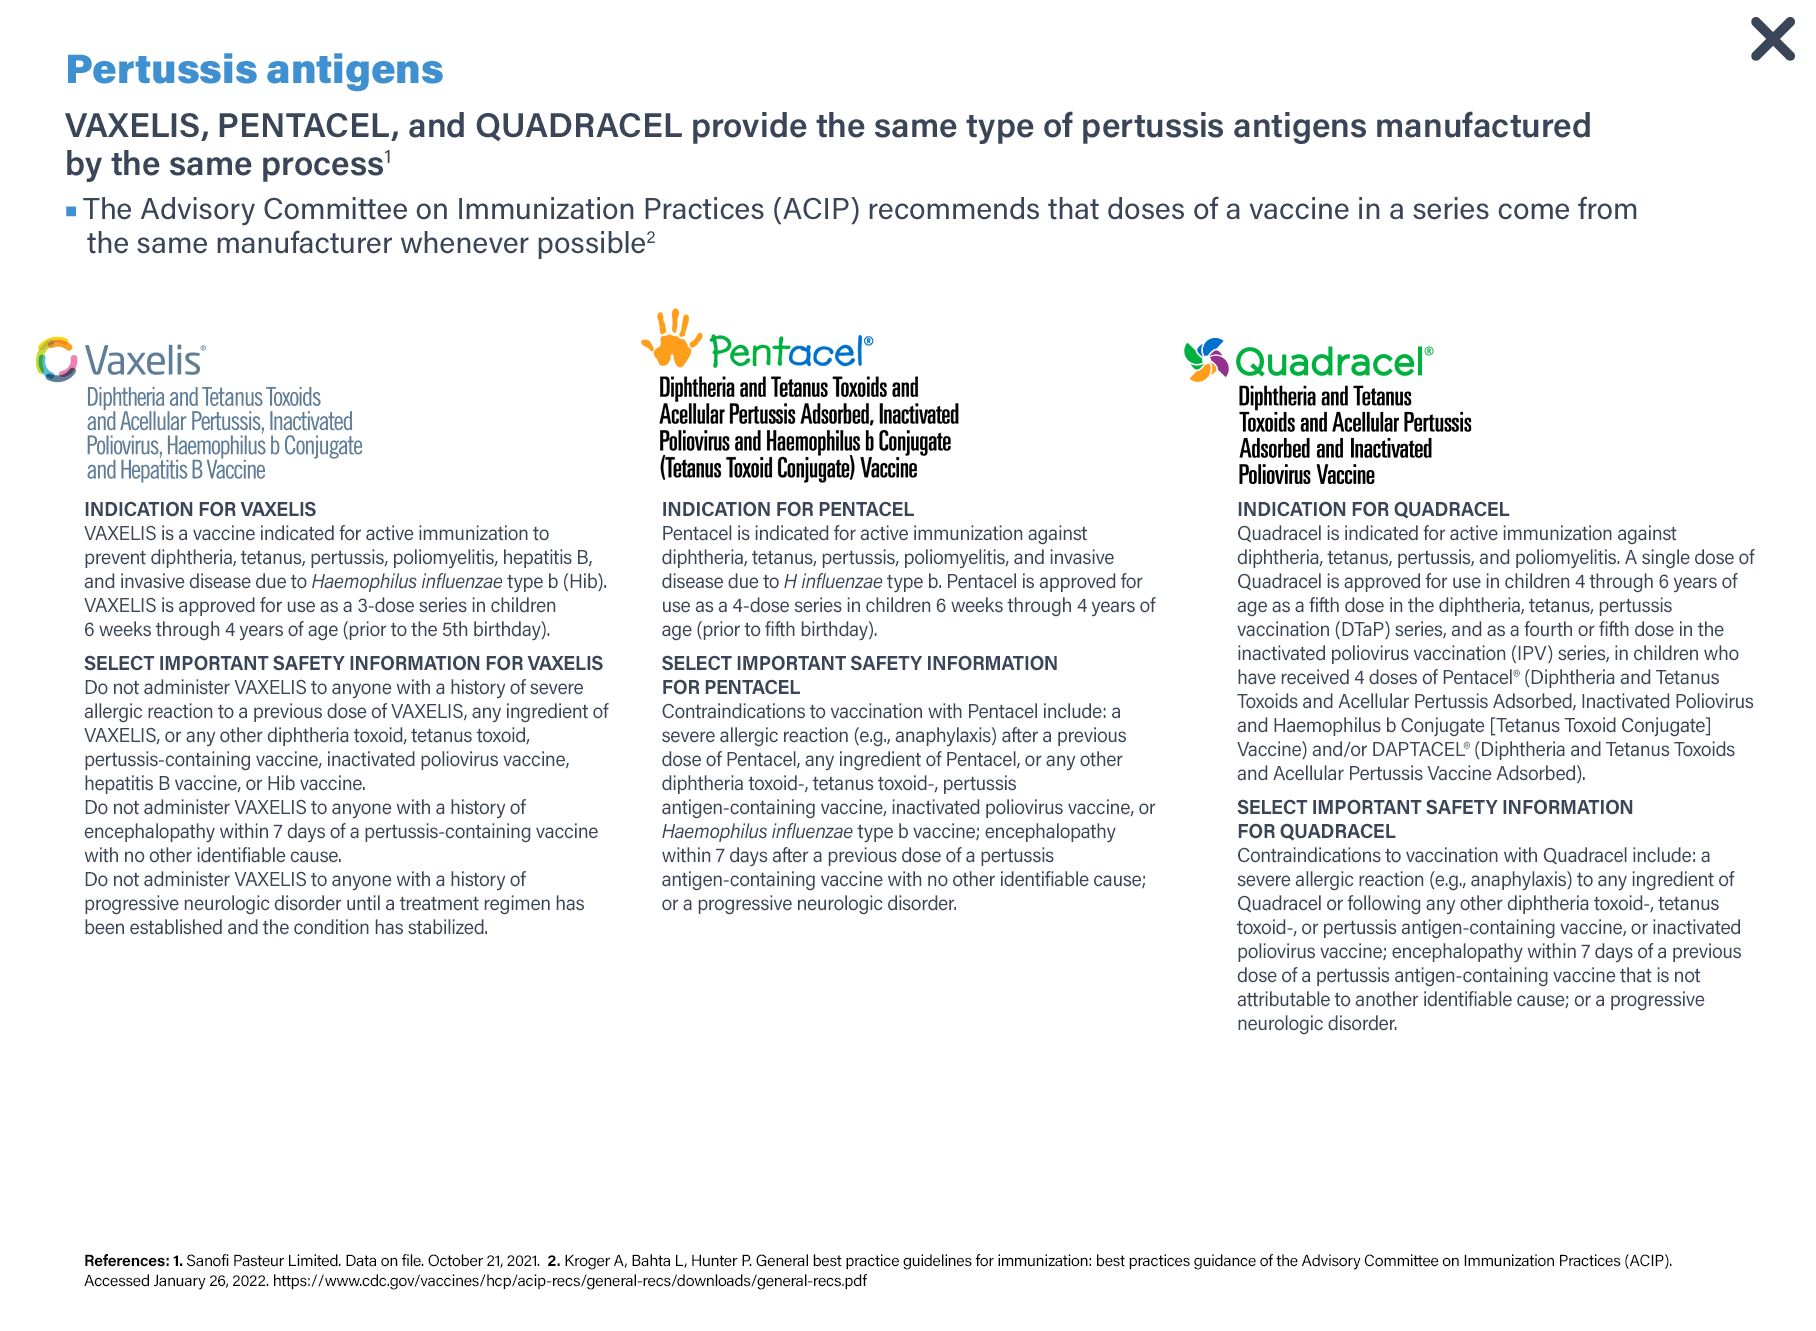 Pertussis antigens
VAXELIS, PENTACEL, and QUADRACEL provide the same type of pertussis antigens manufactured
by the same process1
▪ The Advisory Committee on Immunization Practices (ACIP) recommends that doses of a vaccine in a series come from
the same manufacturer whenever possible2
Vaxelis®
Diphtheria and Tetanus Toxoids
and Acellular Pertussis, Inactivated
Poliovirus, Haemophilus b Conjugate
and Hepatitis B Vaccine
INDICATION FOR VAXELIS
VAXELIS is a vaccine indicated for active immunization to
prevent diphtheria, tetanus, pertussis, poliomyelitis, hepatitis B,
and invasive disease due to Haemophilus influenzae type b (Hib).
VAXELIS is approved for use as a 3-dose series in children
6 weeks through 4 years of age (prior to the 5th birthday).
SELECT IMPORTANT SAFETY INFORMATION FOR VAXELIS
Do not administer VAXELIS to anyone with a history of severe
allergic reaction to a previous dose of VAXELIS, any ingredient of
VAXELIS, or any other diphtheria toxoid, tetanus toxoid,
pertussis-containing vaccine, inactivated poliovirus vaccine,
hepatitis B vaccine, or Hib vaccine.
Do not administer VAXELIS to anyone with a history of
encephalopathy within 7 days of a pertussis-containing vaccine
with no other identifiable cause.
Do not administer VAXELIS to anyone with a history of
progressive neurologic disorder until a treatment regimen has
been established and the condition has stabilized.
Pentacel®
Diphtheria and Tetanus Toxoids and
Acellular Pertussis Adsorbed, Inactivated
Poliovirus and Haemophilus b Conjugate
(Tetanus Toxoid Conjugate) Vaccine
INDICATION FOR PENTACEL
Pentacel is indicated for active immunization against
diphtheria, tetanus, pertussis, poliomyelitis, and invasive
disease due to H influenzae type b. Pentacel is approved for
use as a 4-dose series in children 6 weeks through 4 years of
age (prior to fifth birthday).
SELECT IMPORTANT SAFETY INFORMATION
FOR PENTACEL
Contraindications to vaccination with Pentacel include: a
severe allergic reaction (e.g., anaphylaxis) after a previous
dose of Pentacel, any ingredient of Pentacel, or any other
diphtheria toxoid-, tetanus toxoid-, pertussis
antigen-containing vaccine, inactivated poliovirus vaccine, or
Haemophilus influenzae type b vaccine; encephalopathy
within 7 days after a previous dose of a pertussis
antigen-containing vaccine with no other identifiable cause;
or a progressive neurologic disorder.
Quadracel®
Diphtheria and Tetanus
Toxoids and Acellular Pertussis
Adsorbed and Inactivated
Poliovirus Vaccine
INDICATION FOR QUADRACEL
Quadracel is indicated for active immunization against
diphtheria, tetanus, pertussis, and poliomyelitis. A single dose of
Quadracel is approved for use in children 4 through 6 years of
age as a fifth dose in the diphtheria, tetanus, pertussis
vaccination (DTaP) series, and as a fourth or fifth dose in the
inactivated poliovirus vaccination (IPV) series, in children who
have received 4 doses of Pentacel® (Diphtheria and Tetanus
Toxoids and Acellular Pertussis Adsorbed, Inactivated Poliovirus
and Haemophilus b Conjugate [Tetanus Toxoid Conjugate]
Vaccine) and/or DAPTACEL® (Diphtheria and Tetanus Toxoids
and Acellular Pertussis Vaccine Adsorbed).
SELECT IMPORTANT SAFETY INFORMATION
FOR QUADRACEL
Contraindications to vaccination with Quadracel include: a
severe allergic reaction (e.g., anaphylaxis) to any ingredient of
Quadracel or following any other diphtheria toxoid-, tetanus
toxoid-, or pertussis antigen-containing vaccine, or inactivated
poliovirus vaccine; encephalopathy within 7 days of a previous
dose of a pertussis antigen-containing vaccine that is not
attributable to another identifiable cause; or a progressive
neurologic disorder.
References: 1. Sanofi Pasteur Limited. Data on file. October 21, 2021. 2. Kroger A, Bahta L, Hunter P. General best practice guidelines for immunization: best practices guidance of the Advisory Committee on Immunization Practices (ACIP).
Accessed January 26, 2022. https://www.cdc.gov/vaccines/hcp/acip-recs/general-recs/downloads/general-recs.pdf